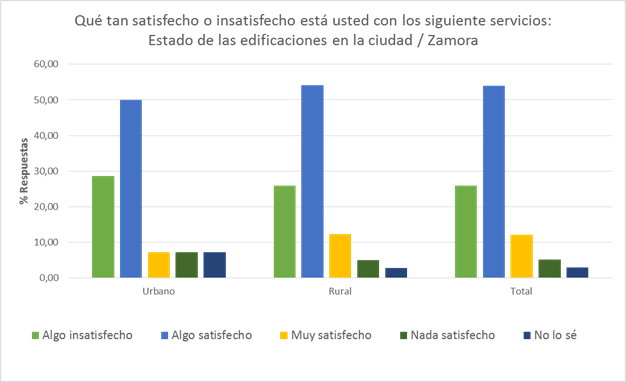 Qué tan satisfecho o insatisfecho está usted con los siguiente servicios:
Estado de las edificaciones en la ciudad / Zamora
60,00
50,00
40,00
30,00
20,00
10,00
0,00
% Respuestas
Urbano
Rural
Total
Algo insatisfecho
Algo satisfecho
Muy satisfecho
Nada satisfecho
No lo sé